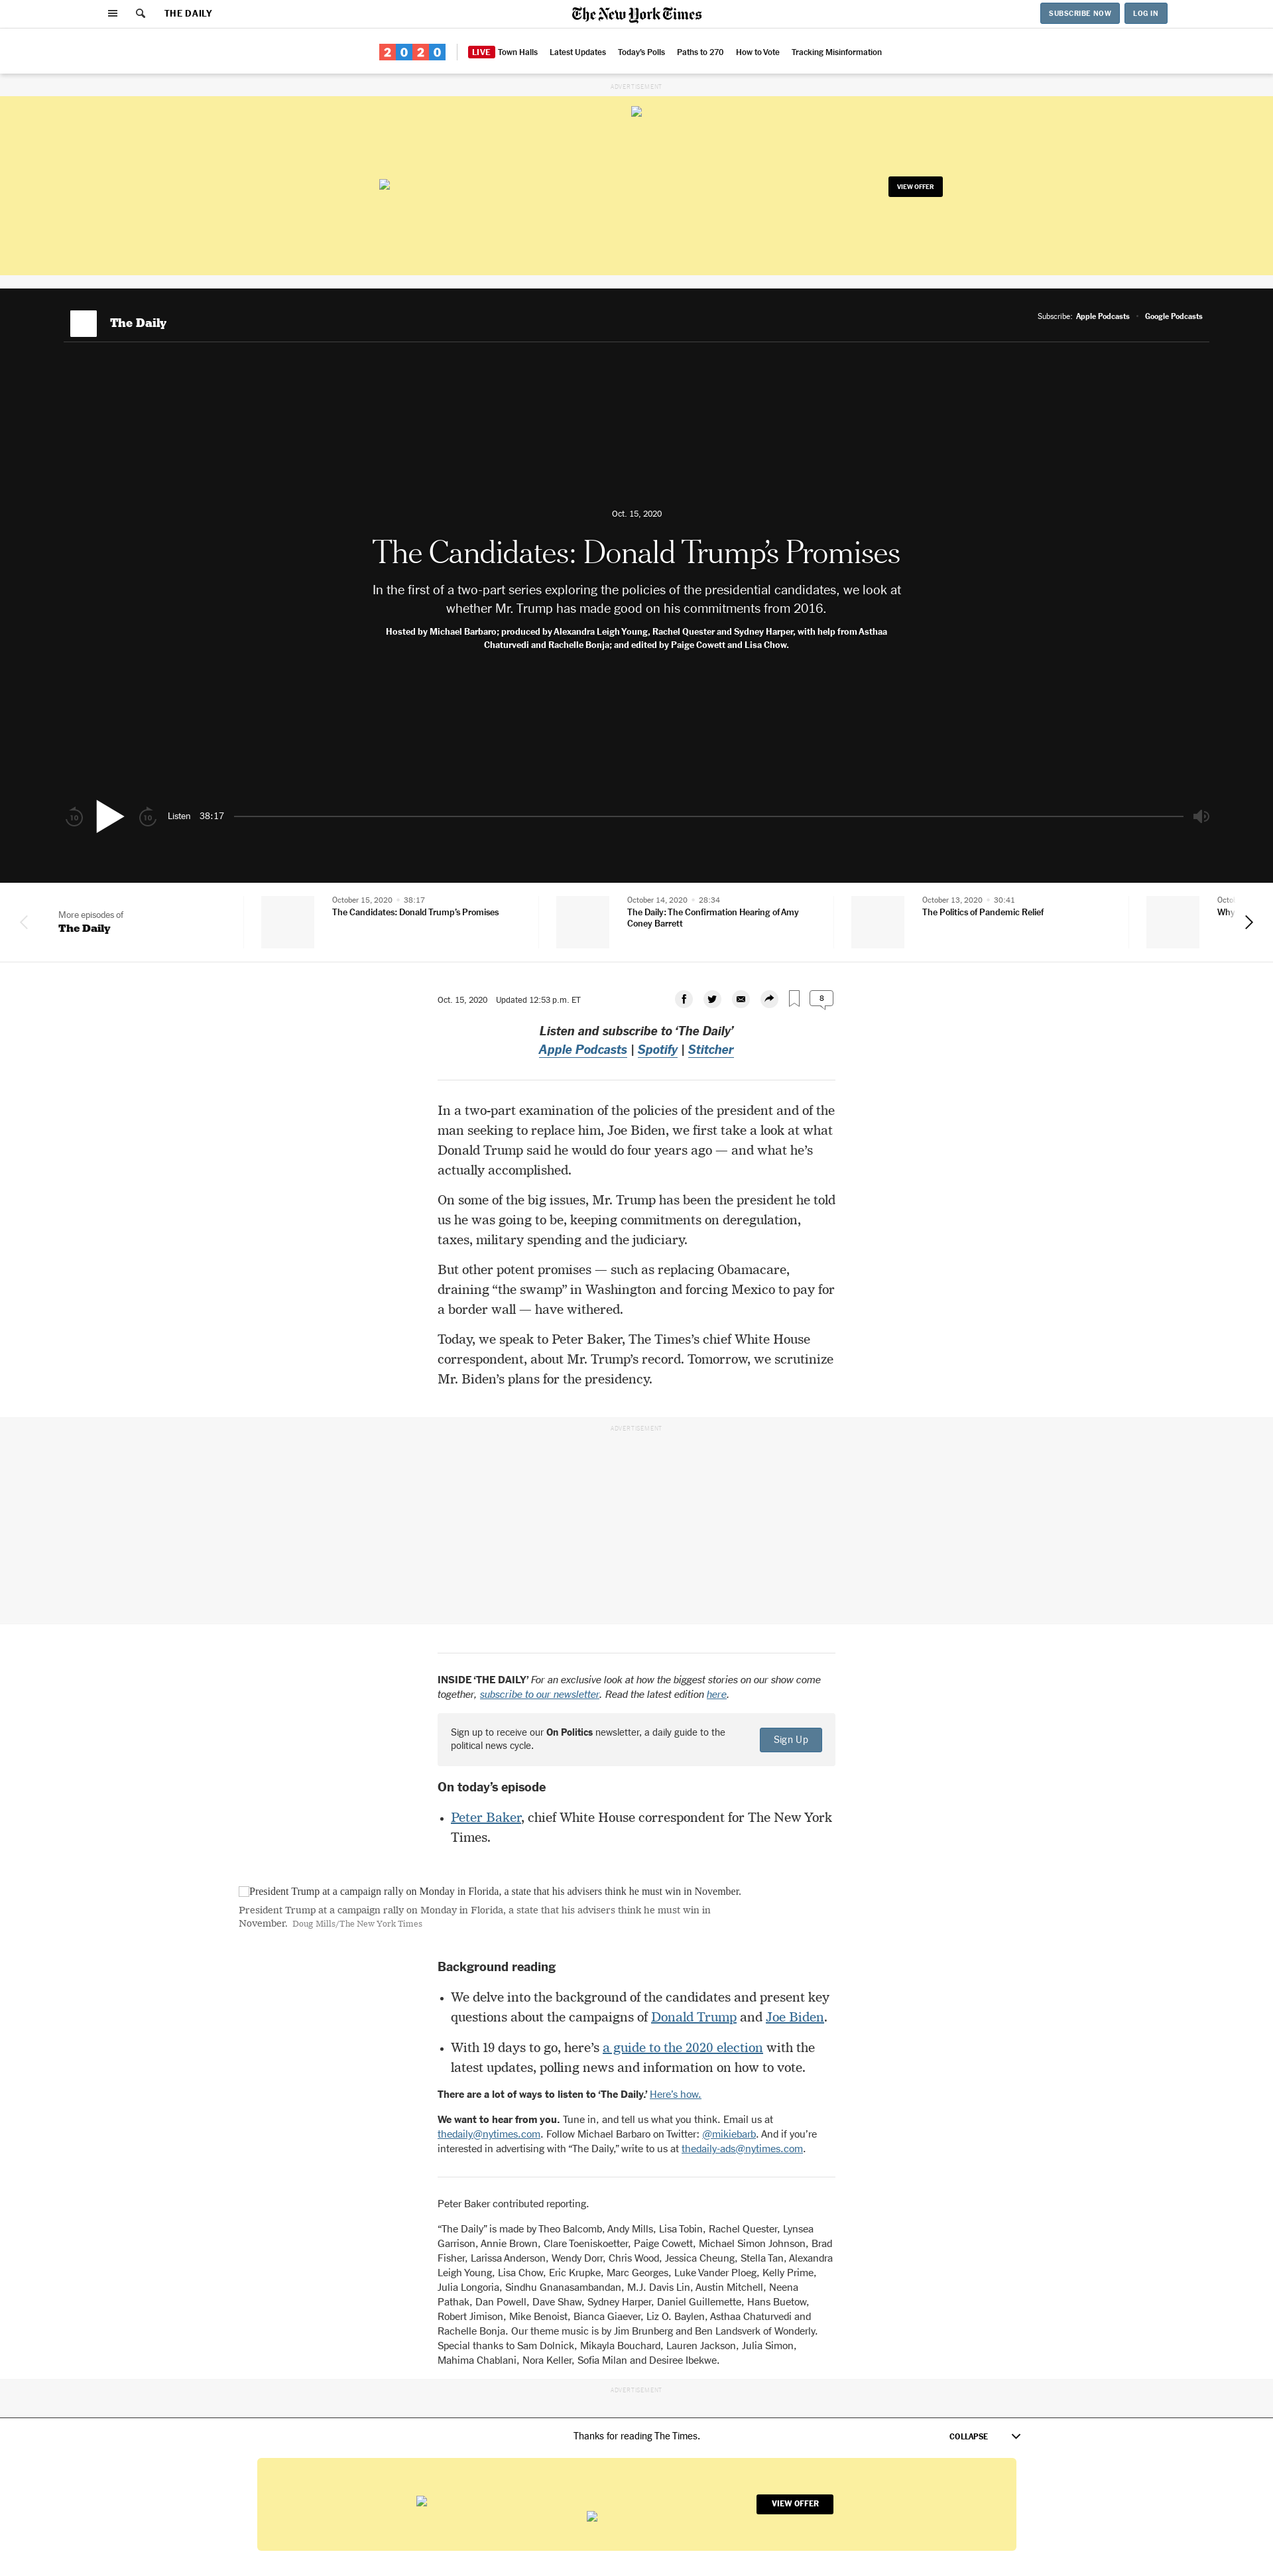 THE DAILY
The New York Times
SUBSCRIBE NOW
LOG IN
2020
LIVE Town Halls
Latest Updates
Today's Polls
Paths to 270
How to Vote
Tracking Misinformation
ADVERTISEMENT
VIEW OFFER
The Daily
Subscribe: Apple Podcasts • Google Podcasts
Oct. 15, 2020
The Candidates: Donald Trump’s Promises
In the first of a two-part series exploring the policies of the presidential candidates, we look at
whether Mr. Trump has made good on his commitments from 2016.
Hosted by Michael Barbaro; produced by Alexandra Leigh Young, Rachel Quester and Sydney Harper, with help from Asthaa
Chaturvedi and Rachelle Bonja; and edited by Paige Cowett and Lisa Chow.
10
10
Listen 38:17
More episodes of
The Daily
October 15, 2020 • 38:17
The Candidates: Donald Trump’s Promises
October 14, 2020 • 28:34
The Daily: The Confirmation Hearing of Amy
Coney Barrett
October 13, 2020 • 30:41
The Politics of Pandemic Relief
Octo
Why
Oct. 15, 2020 Updated 12:53 p.m. ET
8
Listen and subscribe to ‘The Daily’
Apple Podcasts | Spotify | Stitcher
In a two-part examination of the policies of the president and of the
man seeking to replace him, Joe Biden, we first take a look at what
Donald Trump said he would do four years ago — and what he’s
actually accomplished.
On some of the big issues, Mr. Trump has been the president he told
us he was going to be, keeping commitments on deregulation,
taxes, military spending and the judiciary.
But other potent promises — such as replacing Obamacare,
draining “the swamp” in Washington and forcing Mexico to pay for
a border wall — have withered.
Today, we speak to Peter Baker, The Times’s chief White House
correspondent, about Mr. Trump’s record. Tomorrow, we scrutinize
Mr. Biden’s plans for the presidency.
ADVERTISEMENT
INSIDE ‘THE DAILY’ For an exclusive look at how the biggest stories on our show come
together, subscribe to our newsletter. Read the latest edition here.
Sign up to receive our On Politics newsletter, a daily guide to the
political news cycle.
Sign Up
On today’s episode
• Peter Baker, chief White House correspondent for The New York
Times.
President Trump at a campaign rally on Monday in Florida, a state that his advisers think he must win in November.
President Trump at a campaign rally on Monday in Florida, a state that his advisers think he must win in
November. Doug Mills/The New York Times
Background reading
• We delve into the background of the candidates and present key
questions about the campaigns of Donald Trump and Joe Biden.
• With 19 days to go, here’s a guide to the 2020 election with the
latest updates, polling news and information on how to vote.
There are a lot of ways to listen to ‘The Daily.’ Here’s how.
We want to hear from you. Tune in, and tell us what you think. Email us at
thedaily@nytimes.com. Follow Michael Barbaro on Twitter: @mikiebarb. And if you’re
interested in advertising with “The Daily,” write to us at thedaily-ads@nytimes.com.
Peter Baker contributed reporting.
“The Daily” is made by Theo Balcomb, Andy Mills, Lisa Tobin, Rachel Quester, Lynsea
Garrison, Annie Brown, Clare Toeniskoetter, Paige Cowett, Michael Simon Johnson, Brad
Fisher, Larissa Anderson, Wendy Dorr, Chris Wood, Jessica Cheung, Stella Tan, Alexandra
Leigh Young, Lisa Chow, Eric Krupke, Marc Georges, Luke Vander Ploeg, Kelly Prime,
Julia Longoria, Sindhu Gnanasambandan, M.J. Davis Lin, Austin Mitchell, Neena
Pathak, Dan Powell, Dave Shaw, Sydney Harper, Daniel Guillemette, Hans Buetow,
Robert Jimison, Mike Benoist, Bianca Giaever, Liz O. Baylen, Asthaa Chaturvedi and
Rachelle Bonja. Our theme music is by Jim Brunberg and Ben Landsverk of Wonderly.
Special thanks to Sam Dolnick, Mikayla Bouchard, Lauren Jackson, Julia Simon,
Mahima Chablani, Nora Keller, Sofia Milan and Desiree Ibekwe.
ADVERTISEMENT
Thanks for reading The Times.
COLLAPSE
VIEW OFFER